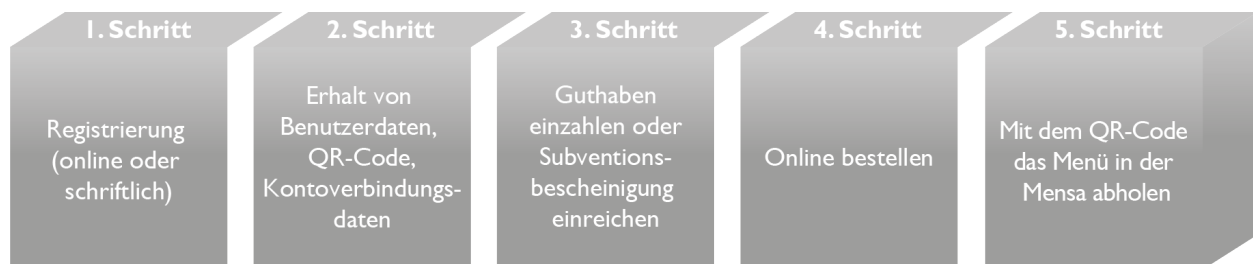 1. Schritt
Registrierung
(online oder
schriftlich)
2. Schritt
Erhalt von
Benutzerdaten,
QR-Code,
Kontoverbindungs-
daten
3. Schritt
Guthaben
einzahlen oder
Subventions-
bescheinigung
einreichen
4. Schritt
Online bestellen
5. Schritt
Mit dem QR-Code
das Menü in der
Mensa abholen